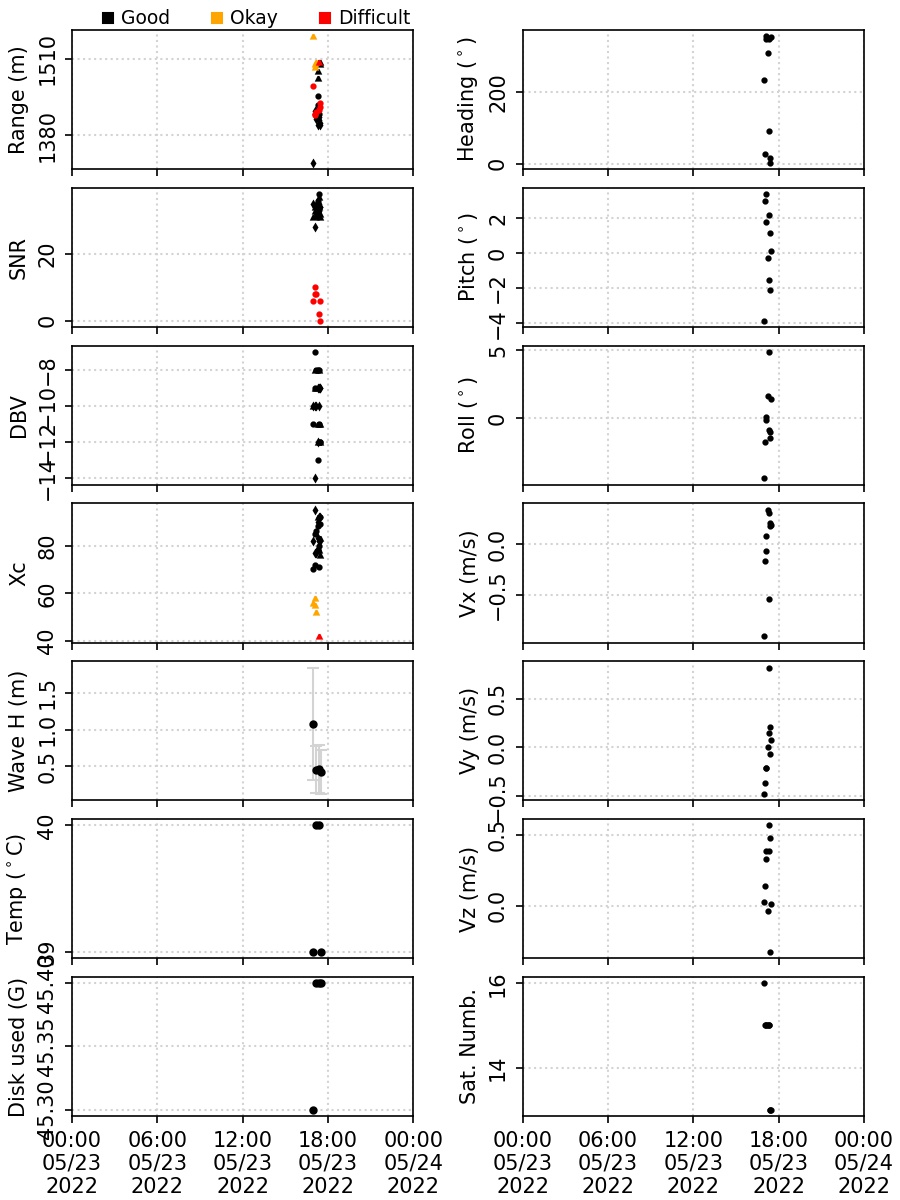 Good Okay Difficult
Range (m)
1510
1380
Heading (°)
200
0
SNR
20
0
Pitch (°)
2
0
−2
−4
DBV
−8
−10
−12
−14
Roll (°)
5
0
Xc
80
60
40
Vx (m/s)
0.0
−0.5
Wave H (m)
1.5
1.0
0.5
Vy (m/s)
0.5
0.0
−0.5
Temp (°C)
40
39
Vz (m/s)
0.5
0.0
Disk used (G)
45.40
45.35
45.30
Sat. Numb.
16
14
00:00 06:00 12:00 18:00 00:00
05/23 05/23 05/23 05/23 05/24
2022 2022 2022 2022 2022
00:00 06:00 12:00 18:00 00:00
05/23 05/23 05/23 05/23 05/24
2022 2022 2022 2022 2022